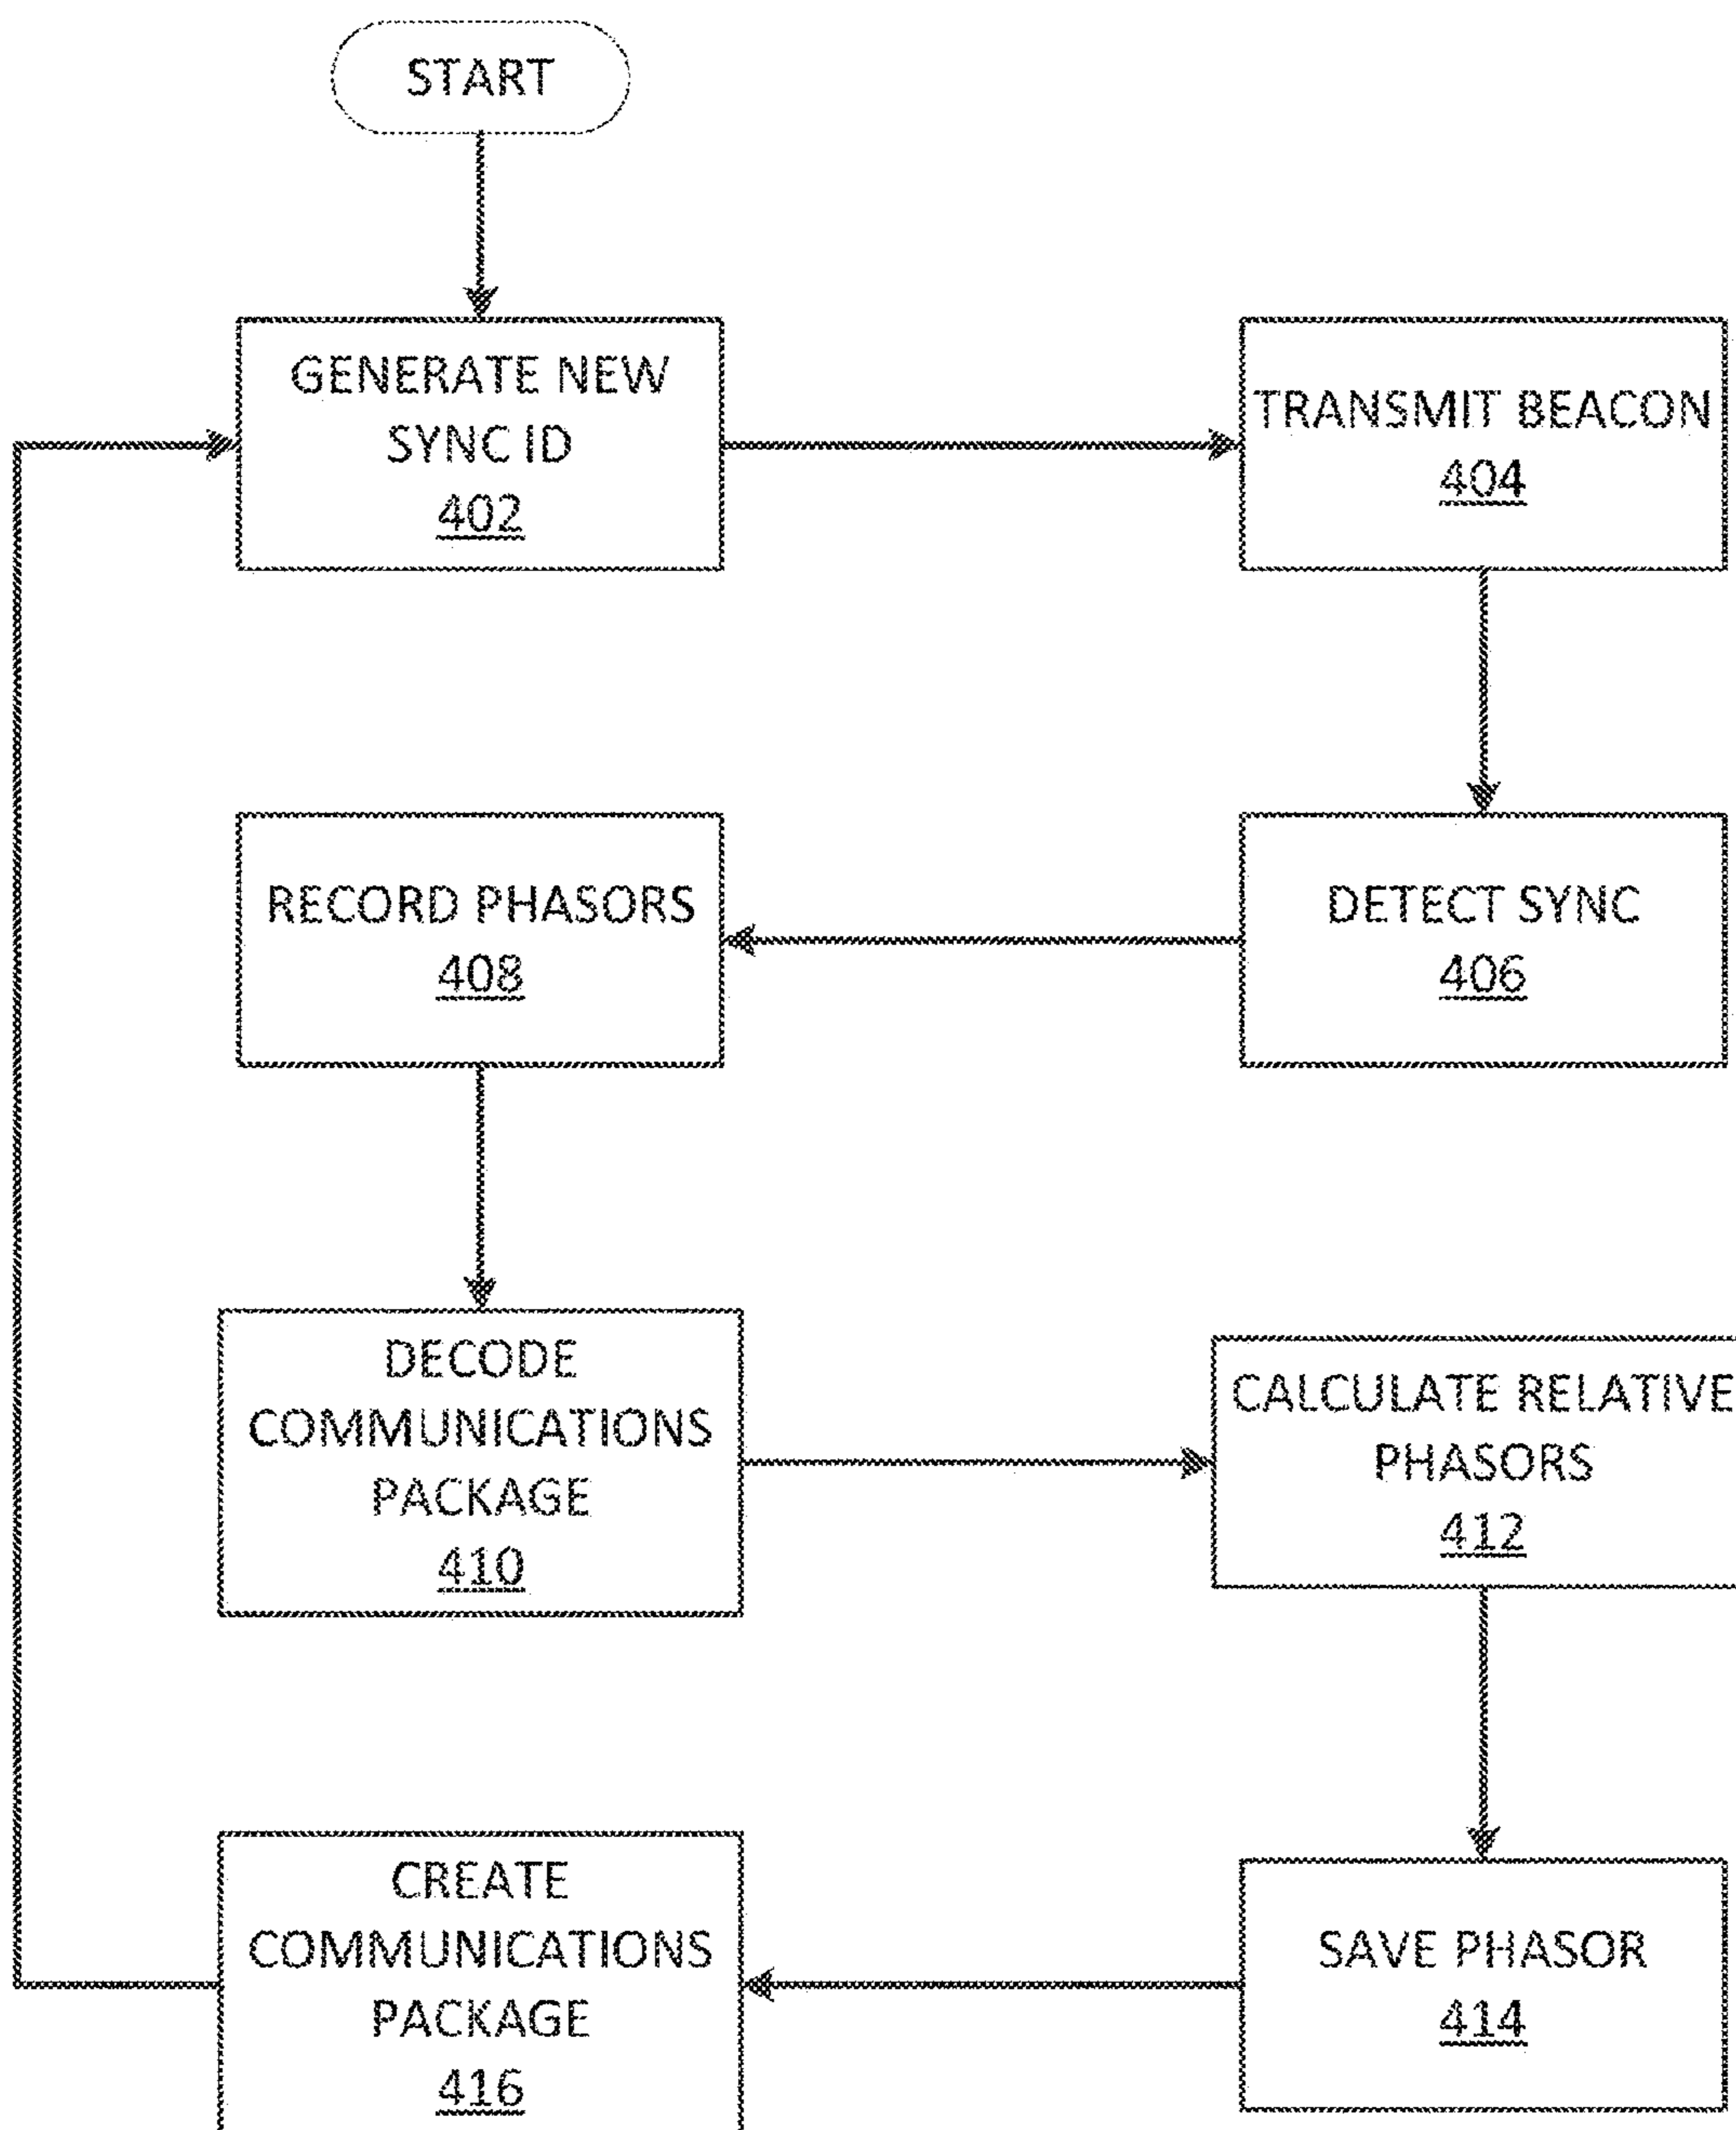 START
GENERATE NEW
SYNC ID
402
TRANSMIT BEACON
404
DETECT SYNC
406
RECORD PHASORS
408
DECODE
COMMUNICATIONS
PACKAGE
410
CALCULATE RELATIVE
PHASORS
412
SAVE PHASOR
414
CREATE
COMMUNICATIONS
PACKAGE
416